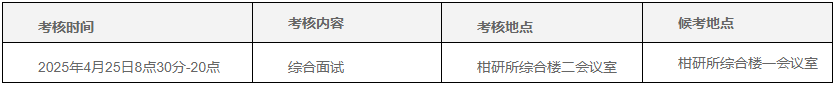 考核时间 考核内容 考核地点 候考地点
2025年4月25日8点30分-20点 综合面试 柑研所综合楼二会议室 柑研所综合楼一会议室